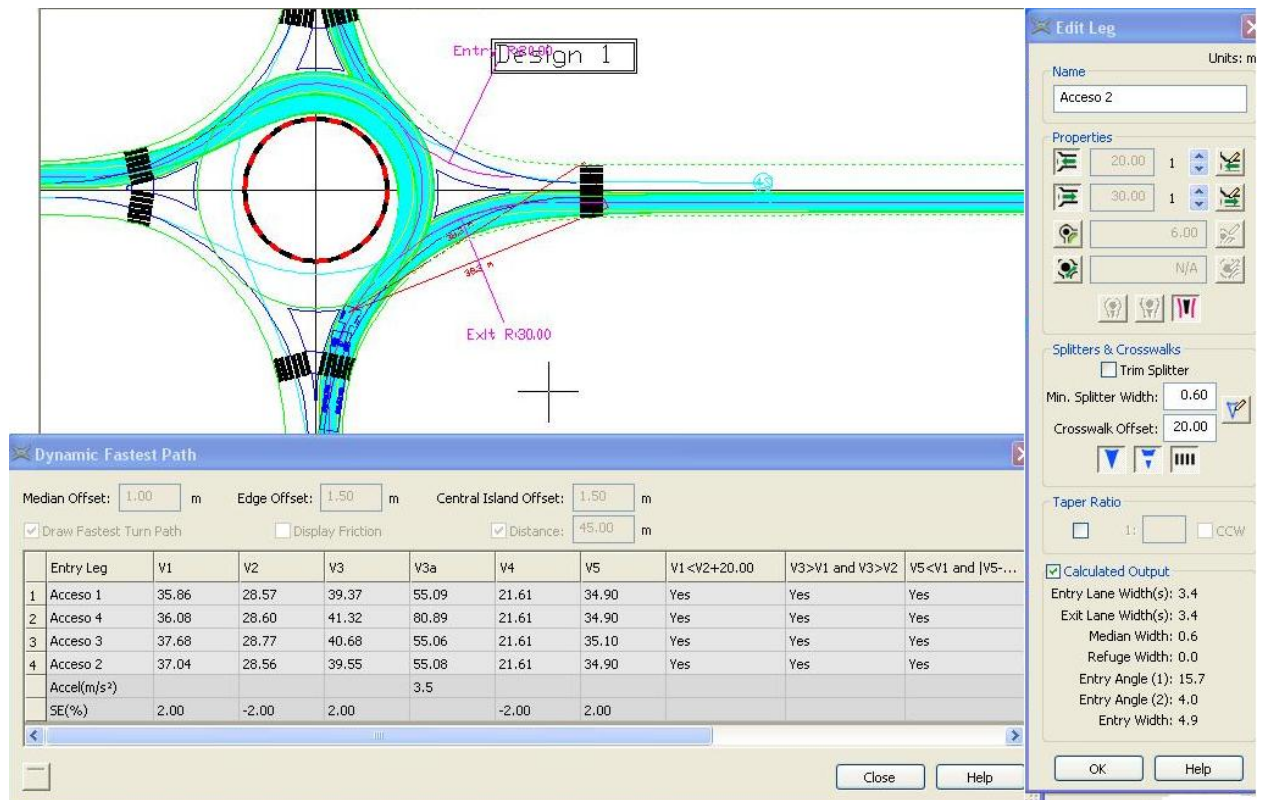 Entry R:30.00
Design 1
Exit R:30.00
Edit Leg
Units: m
Name
Acceso 2
Properties
20.00 1
30.00 1
6.00
N/A
Splitters & Crosswalks
Trim Splitter
Min. Splitter Width: 0.60
Crosswalk Offset: 20.00
Taper Ratio
1: CCW
Calculated Output
Entry Lane Width(s): 3.4
Exit Lane Width(s): 3.4
Median Width: 0.6
Refuge Width: 0.0
Entry Angle (1): 15.7
Entry Angle (2): 4.0
Entry Width: 4.9
OK Help
Dynamic Fastest Path
Median Offset: 1.00 m Edge Offset: 1.50 m Central Island Offset: 1.50 m
Draw Fastest Turn Path Display Friction Distance: 45.00 m
Entry Leg V1 V2 V3 V3a V4 V5 V1<V2+20.00 V3>V1 and V3>V2 V5<V1 and |V5-...
1 Acceso 1 35.86 28.57 39.37 55.09 21.61 34.90 Yes Yes Yes
2 Acceso 4 36.08 28.60 41.32 80.89 21.61 34.90 Yes Yes Yes
3 Acceso 3 37.68 28.77 40.68 55.06 21.61 35.10 Yes Yes Yes
4 Acceso 2 37.04 28.56 39.55 55.08 21.61 34.90 Yes Yes Yes
Accel(m/s²) 3.5
SE(%) 2.00 -2.00 2.00 -2.00 2.00
Close Help